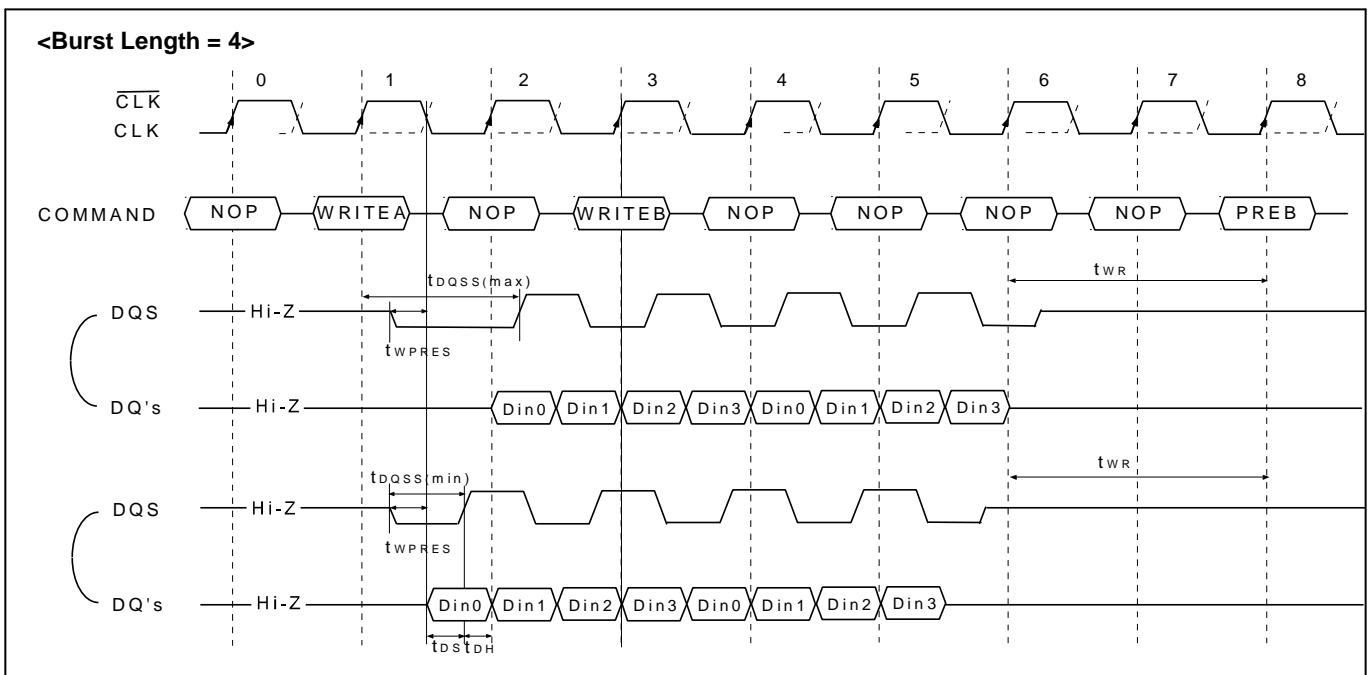 <Burst Length = 4>
0 1 2 3 4 5 6 7 8
CLK
CLK
COMMAND NOP WRITEA NOP WRITEB NOP NOP NOP NOP PREB
tDQSS(max) tWR
DQS Hi-Z
tWPRES
DQ's Hi-Z Din0 Din1 Din2 Din3 Din0 Din1 Din2 Din3
tDQSS(min) tWR
DQS Hi-Z
tWPRES
DQ's Hi-Z Din0 Din1 Din2 Din3 Din0 Din1 Din2 Din3
tDS tDH